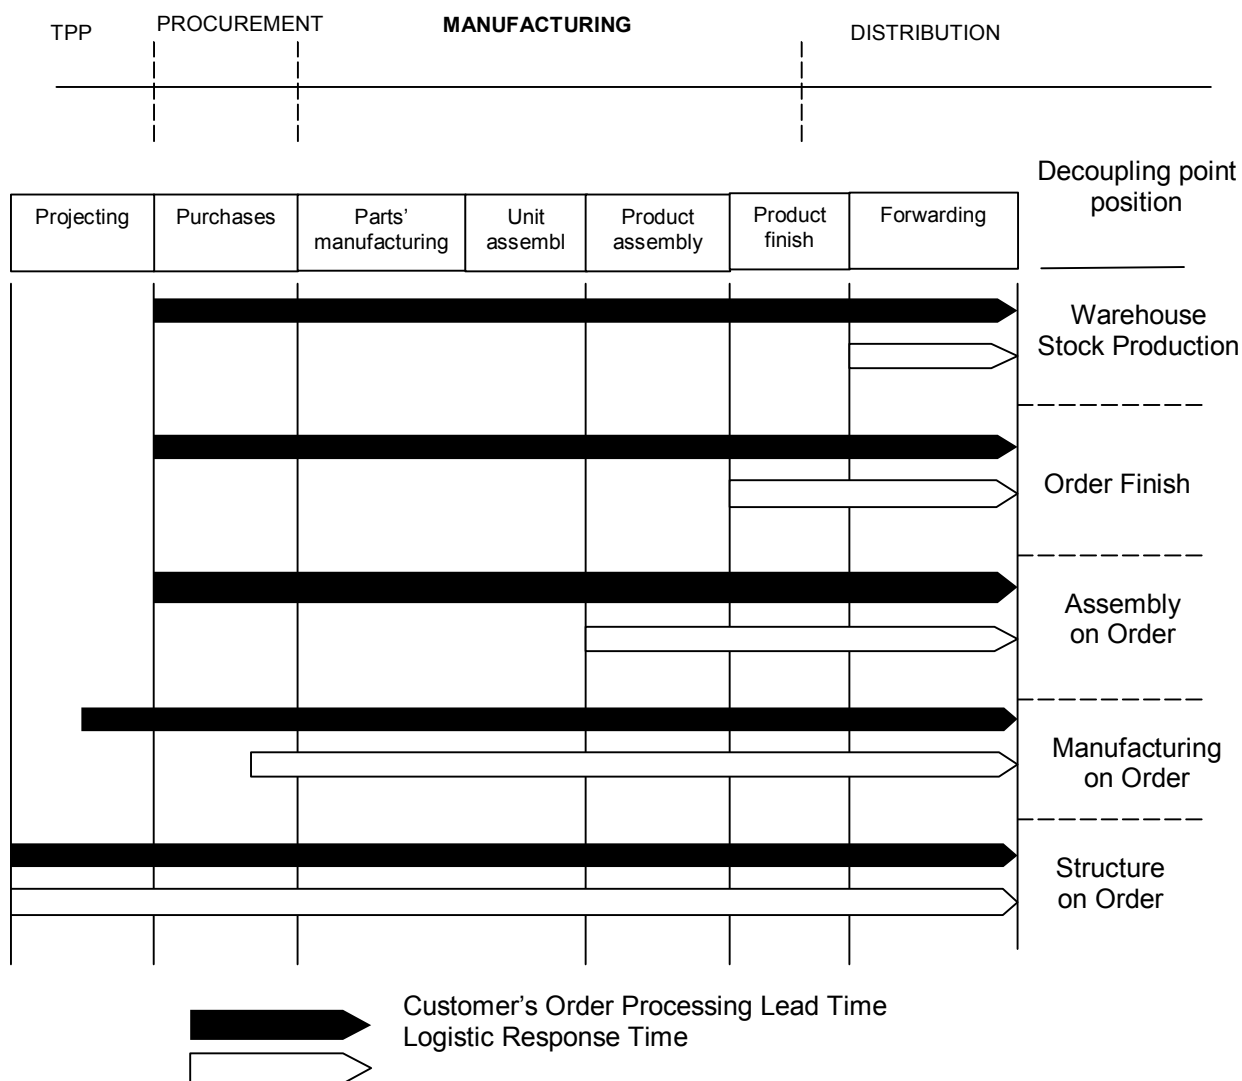 TPP
PROCUREMENT
MANUFACTURING
DISTRIBUTION
Decoupling point
position
Projecting
Purchases
Parts'
manufacturing
Unit
assembl
Product
assembly
Product
finish
Forwarding
Warehouse
Stock Production
Order Finish
Assembly
on Order
Manufacturing
on Order
Structure
on Order
Customer's Order Processing Lead Time
Logistic Response Time